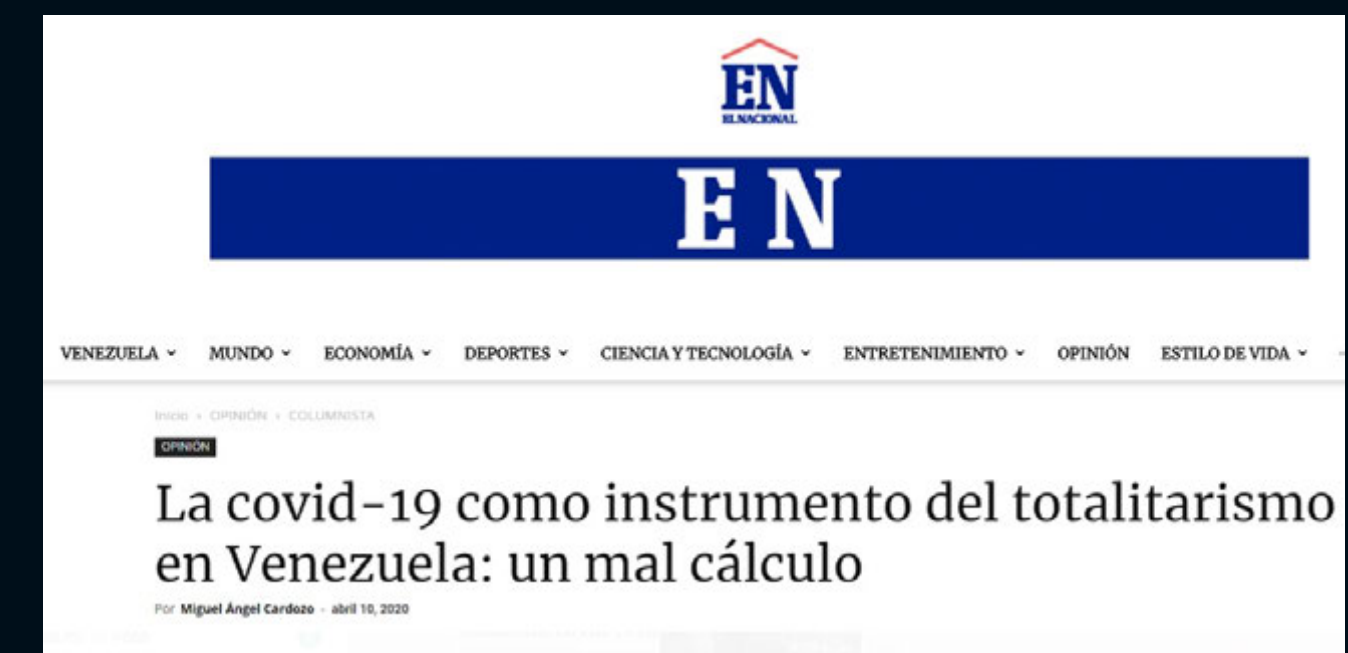 EN
EL NACIONAL
E N
VENEZUELA MUNDO ECONOMÍA DEPORTES CIENCIA Y TECNOLOGÍA ENTRETENIMIENTO OPINIÓN ESTILO DE VIDA
Inicio › OPINIÓN › COLUMNISTA
OPINIÓN
La covid-19 como instrumento del totalitarismo
en Venezuela: un mal cálculo
Por Miguel Ángel Cardozo - abril 10, 2020